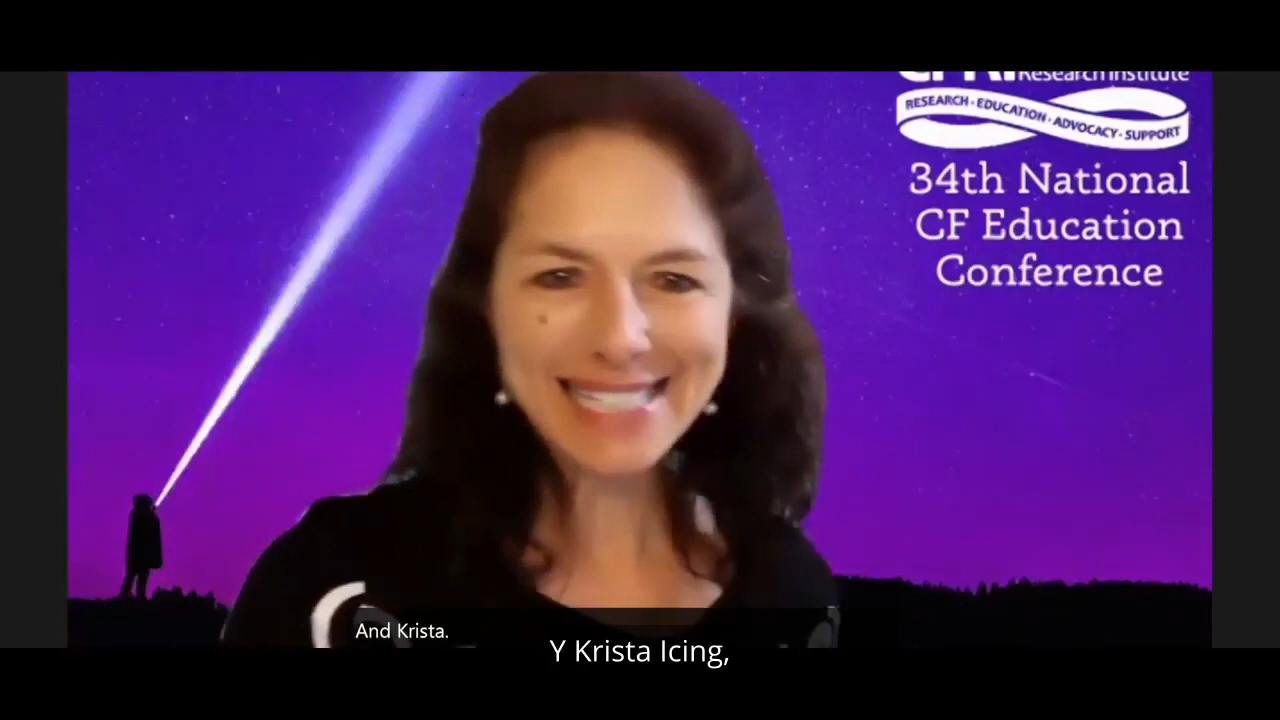 Research Institute
RESEARCH · EDUCATION · ADVOCACY · SUPPORT
34th National
CF Education
Conference
And Krista.
Y Krista Icing,